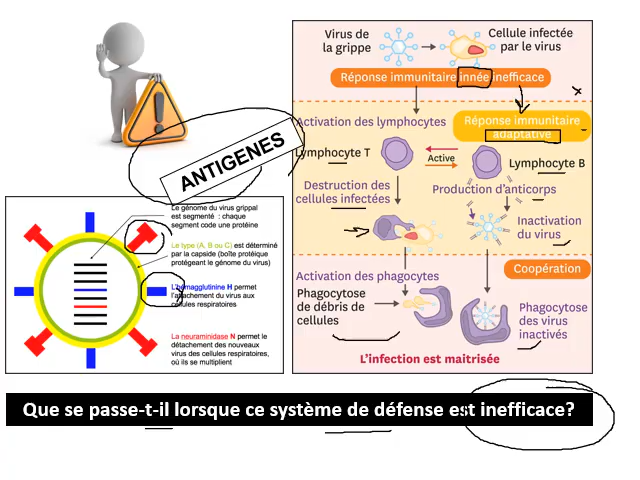 Virus de
la grippe
Cellule infectée
par le virus
Réponse immunitaire innée inefficace
Activation des lymphocytes
Réponse immunitaire
adaptative
Lymphocyte T
Active
Lymphocyte B
Destruction des
cellules infectées
Production d'anticorps
Inactivation
du virus
Coopération
Activation des phagocytes
Phagocytose
de débris de
cellules
Phagocytose
des virus
inactivés
L'infection est maitrisée
ANTIGENES
Le génome du virus grippal
est segmenté : chaque
segment code une protéine
La type (A, B ou C) est déterminé
par la capside (boîte protéique
protégeant le génome du virus)
L'hémagglutinine H permet
l'attachement du virus aux
cellules respiratoires
La neuraminidase N permet le
détachement des nouveaux
virus des cellules respiratoires,
où ils se multiplient
Que se passe-t-il lorsque ce système de défense est inefficace?